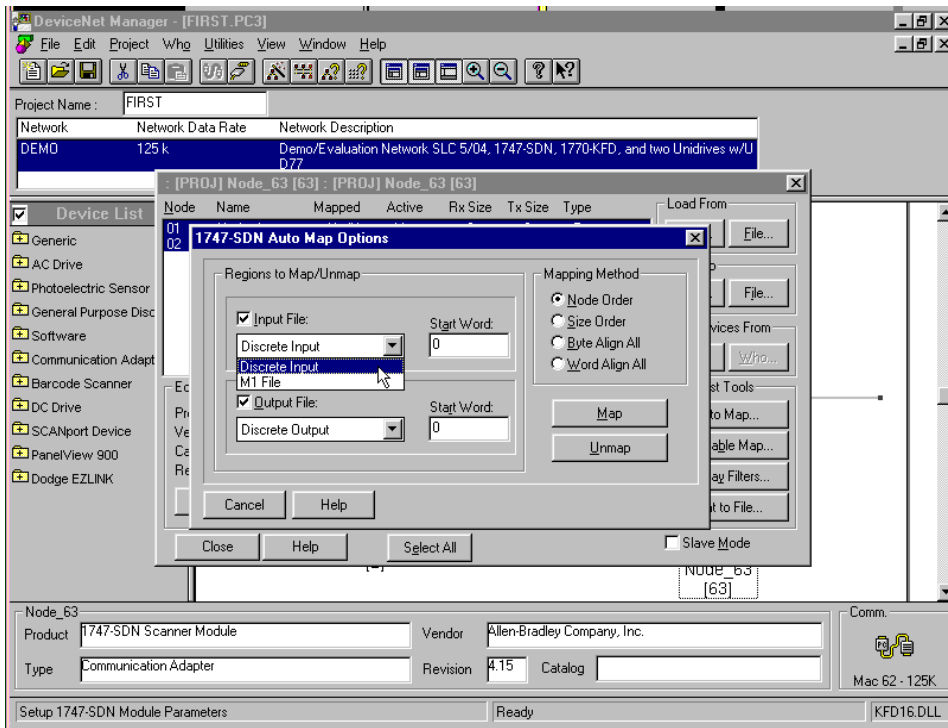 DeviceNet Manager - [FIRST.PC3]
File Edit Project Who Utilities View Window Help
Project Name : FIRST
Network Network Data Rate Network Description
DEMO 125 k Demo/Evaluation Network SLC 5/04, 1747-SDN, 1770-KFD, and two Unidrives w/U
D77
: [PROJ] Node_63 [63] : [PROJ] Node_63 [63]
Device List
Generic
AC Drive
Photoelectric Sensor
General Purpose Disc
Software
Communication Adapt
Barcode Scanner
DC Drive
SCANport Device
PanelView 900
Dodge EZLINK
Node Name Mapped Active Rx Size Tx Size Type
01
02
Load From
File...
File...
vices From
Who...
st Tools
to Map...
able Map...
ay Filters...
t to File...
Slave Mode
1747-SDN Auto Map Options
Regions to Map/Unmap
Input File:
Start Word:
Discrete Input
0
Discrete Input
M1 File
Output File:
Start Word:
Discrete Output
0
Mapping Method
Node Order
Size Order
Byte Align All
Word Align All
Map
Unmap
Cancel Help
Close Help Select All
Node_63
[63]
Node_63
Product 1747-SDN Scanner Module
Vendor Allen-Bradley Company, Inc.
Type Communication Adapter
Revision 4.15 Catalog
Comm.
Mac 62 - 125K
Setup 1747-SDN Module Parameters Ready KFD16.DLL